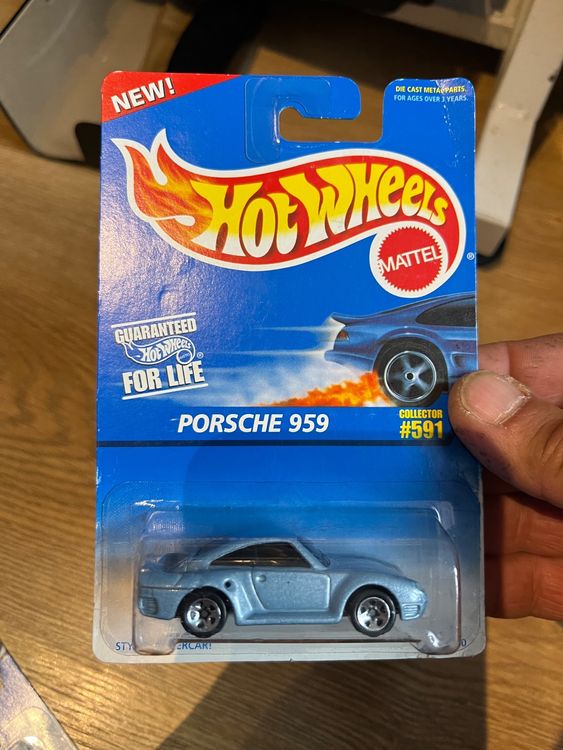 NEW!
DIE CAST METAL PARTS.
FOR AGES OVER 3 YEARS.
HOT WHEELS
®
MATTEL
GUARANTEED
Hot Wheels
®
FOR LIFE
PORSCHE 959
COLLECTOR
#591